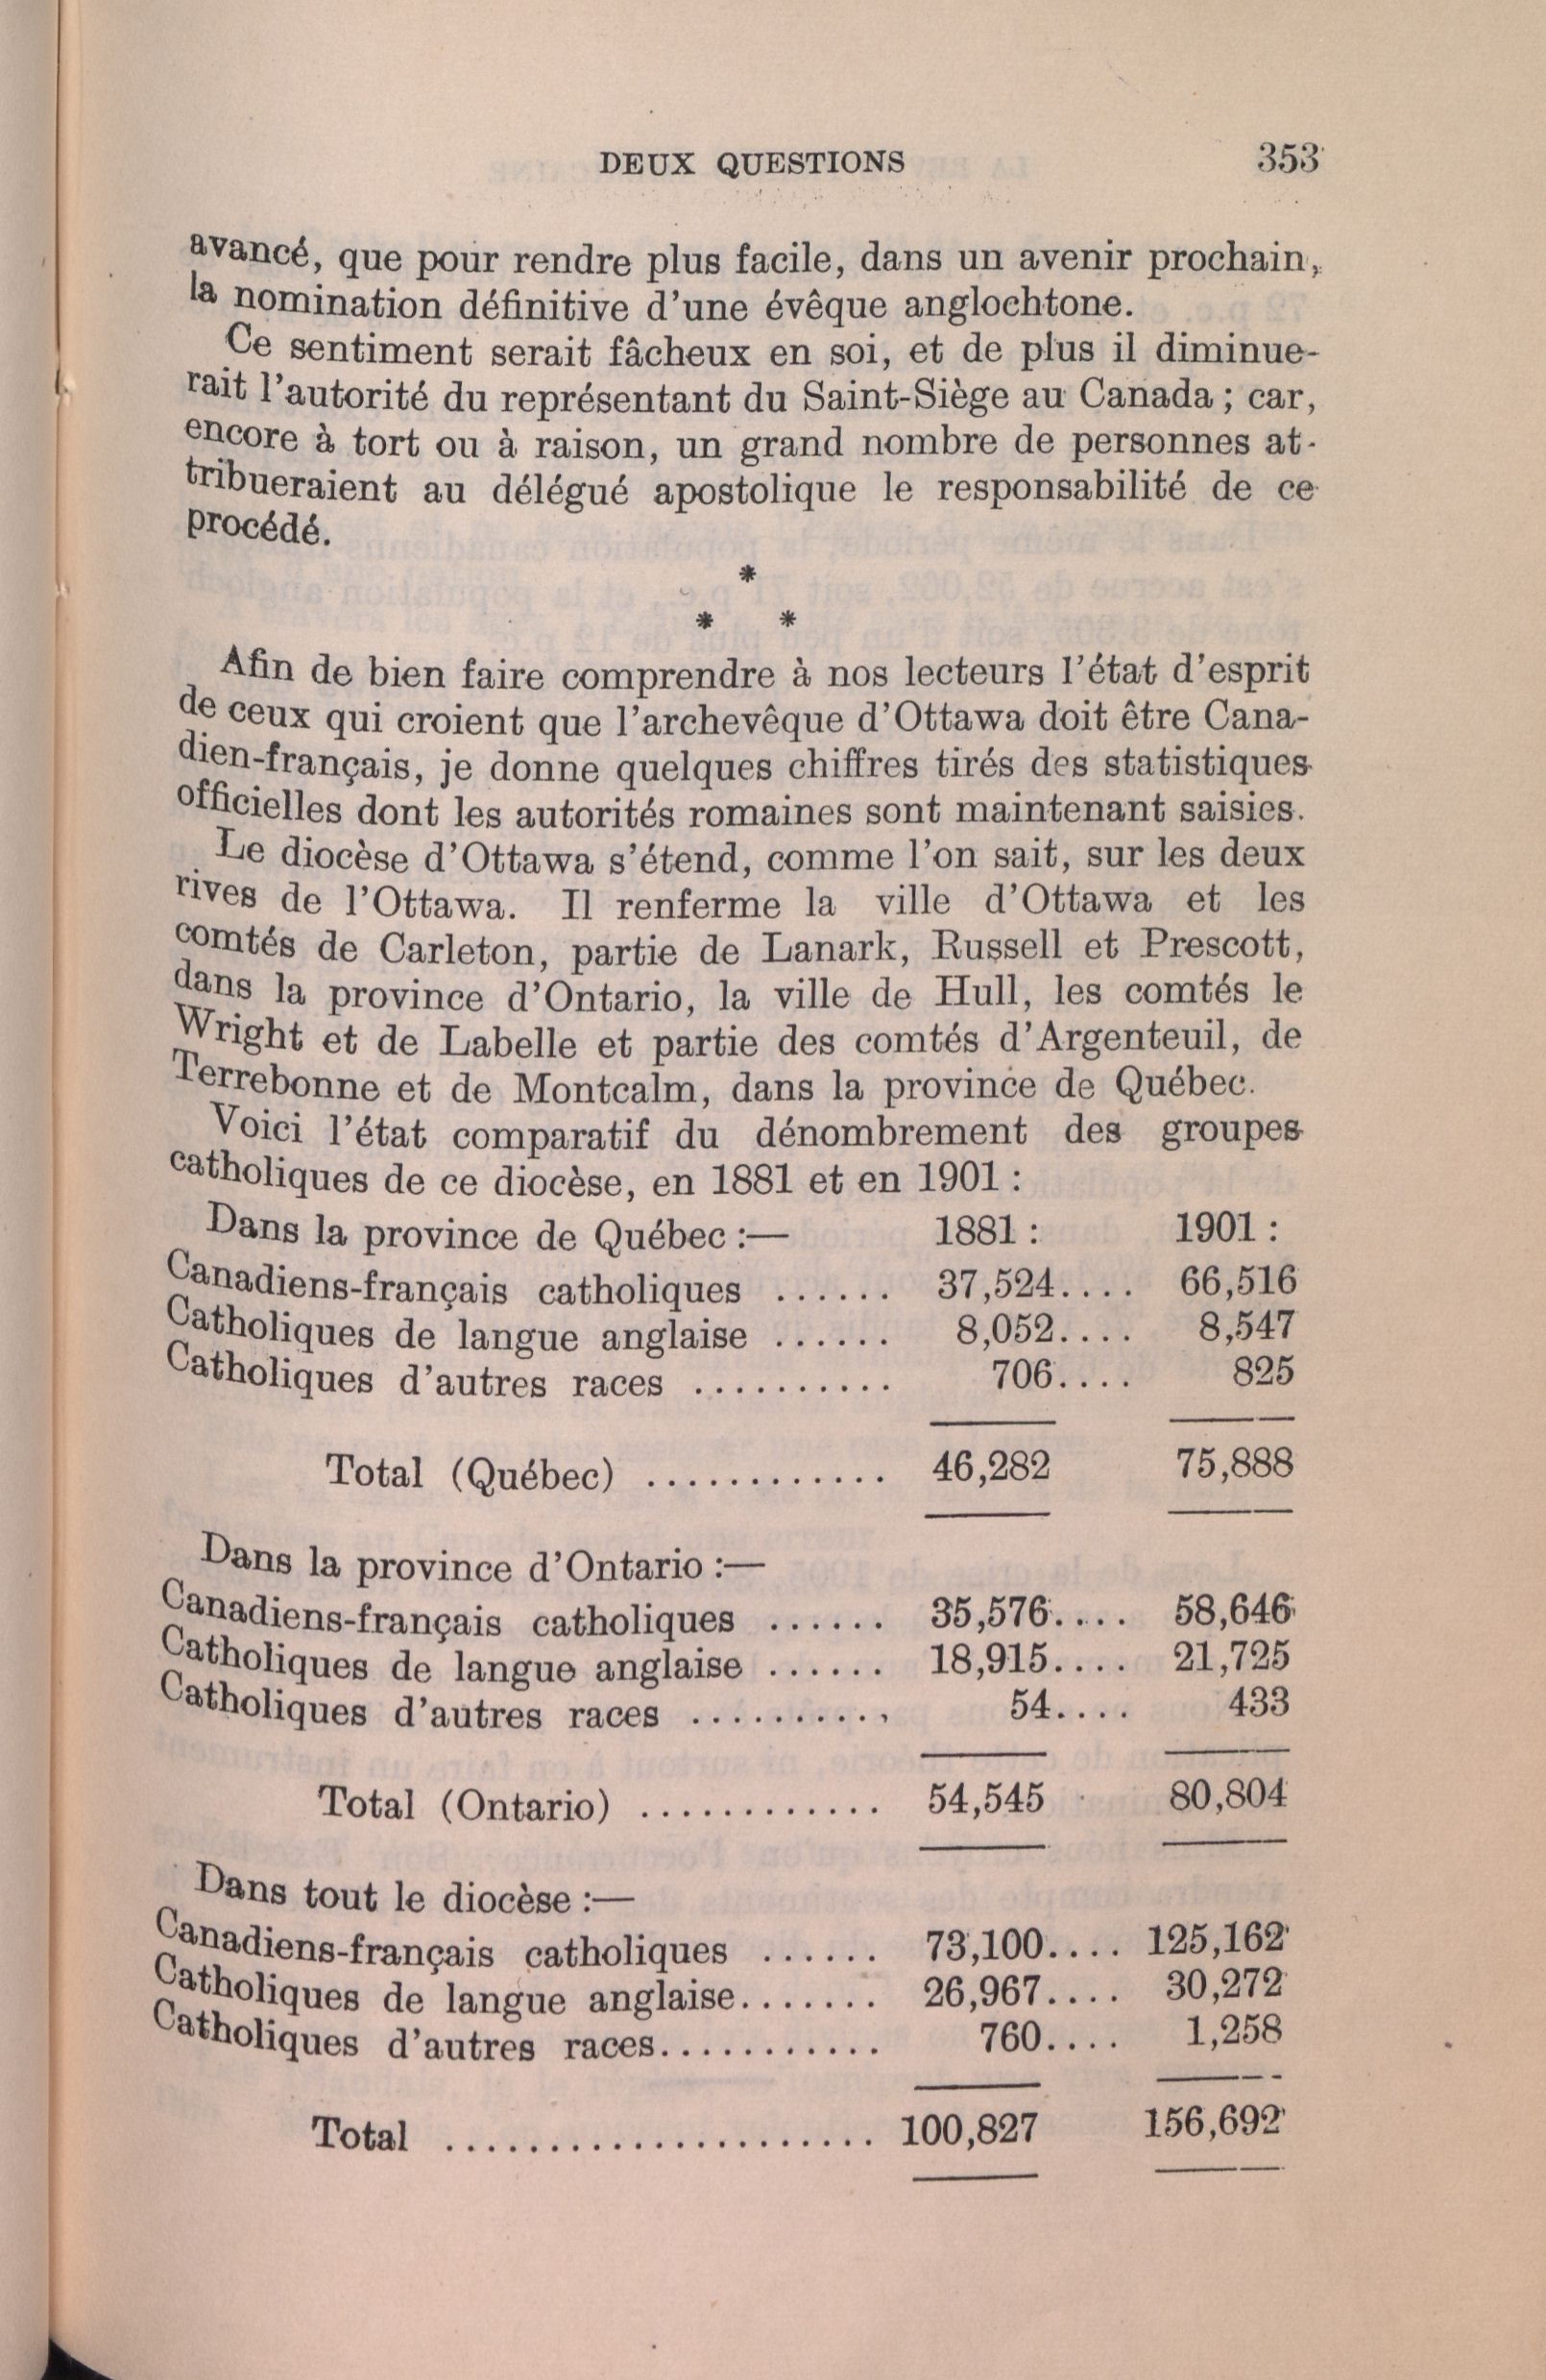 DEUX QUESTIONS 353
avancé, que pour rendre plus facile, dans un avenir prochain,
la nomination définitive d'une évêque anglochtone.
Ce sentiment serait fâcheux en soi, et de plus il diminue-
rait l'autorité du représentant du Saint-Siège au Canada ; car,
encore à tort ou à raison, un grand nombre de personnes at-
tribueraient au délégué apostolique le responsabilité de ce
procédé.
*
* *
Afin de bien faire comprendre à nos lecteurs l'état d'esprit
de ceux qui croient que l'archevêque d'Ottawa doit être Cana-
dien-français, je donne quelques chiffres tirés des statistiques
officielles dont les autorités romaines sont maintenant saisies.
Le diocèse d'Ottawa s'étend, comme l'on sait, sur les deux
rives de l'Ottawa. Il renferme la ville d'Ottawa et les
comtés de Carleton, partie de Lanark, Russell et Prescott,
dans la province d'Ontario, la ville de Hull, les comtés le
Wright et de Labelle et partie des comtés d'Argenteuil, de
Terrebonne et de Montcalm, dans la province de Québec.
Voici l'état comparatif du dénombrement des groupes
catholiques de ce diocèse, en 1881 et en 1901 :
Dans la province de Québec :— 1881 : 1901 :
Canadiens-français catholiques ...... 37,524.... 66,516
Catholiques de langue anglaise ...... 8,052.... 8,547
Catholiques d'autres races .......... 706.... 825
Total (Québec) ............ 46,282 75,888
Dans la province d'Ontario :—
Canadiens-français catholiques ...... 35,576.... 58,646
Catholiques de langue anglaise ...... 18,915.... 21,725
Catholiques d'autres races .........., 54.... 433
Total (Ontario) ............ 54,545 80,804
Dans tout le diocèse :—
Canadiens-français catholiques ...... 73,100.... 125,162
Catholiques de langue anglaise....... 26,967.... 30,272
Catholiques d'autres races........... 760.... 1,258
Total ...................... 100,827 156,692